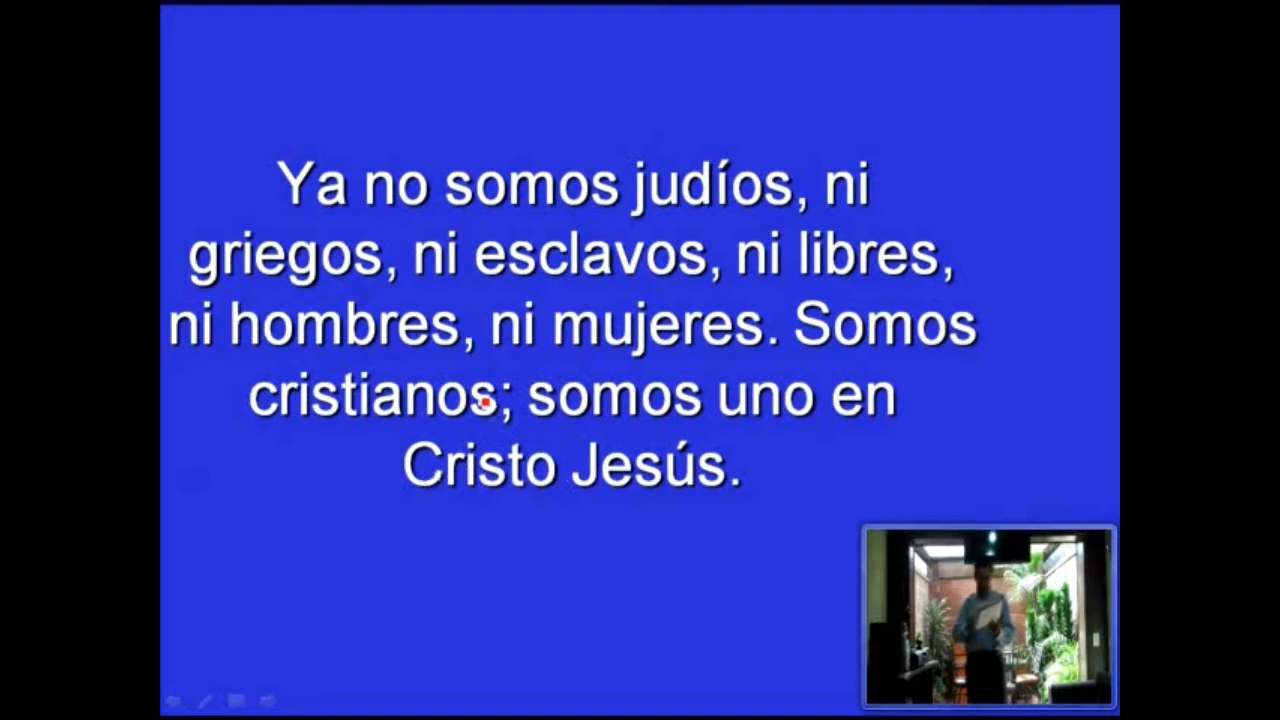 Ya no somos judíos, ni
griegos, ni esclavos, ni libres,
ni hombres, ni mujeres. Somos
cristianos; somos uno en
Cristo Jesús.